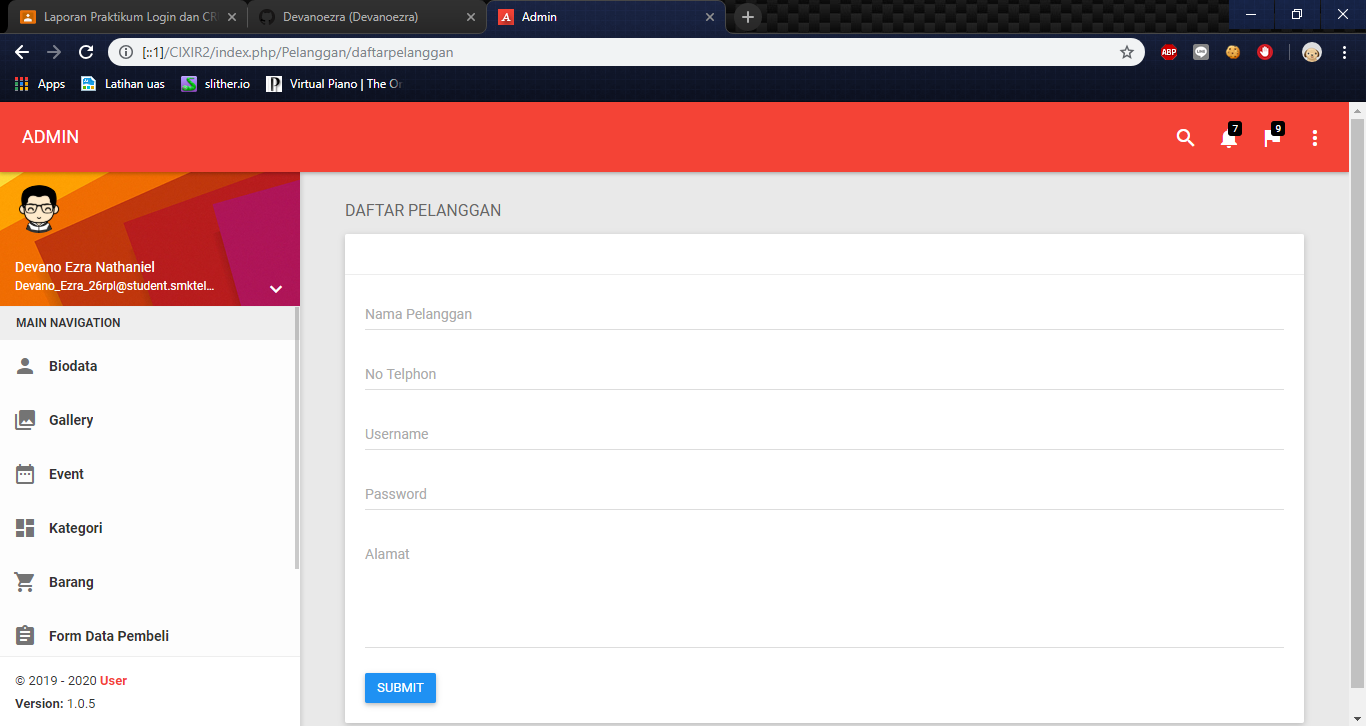 Laporan Praktikum Login dan CR
Devanoezra (Devanoezra)
A Admin
[::1]/CIXIR2/index.php/Pelanggan/daftarpelanggan
ABP
Apps
Latihan uas
slither.io
Virtual Piano | The Or
ADMIN
7
9
Devano Ezra Nathaniel
Devano_Ezra_26rpl@student.smktel...
MAIN NAVIGATION
Biodata
Gallery
Event
Kategori
Barang
Form Data Pembeli
© 2019 - 2020 User
Version: 1.0.5
DAFTAR PELANGGAN
Nama Pelanggan
No Telphon
Username
Password
Alamat
SUBMIT